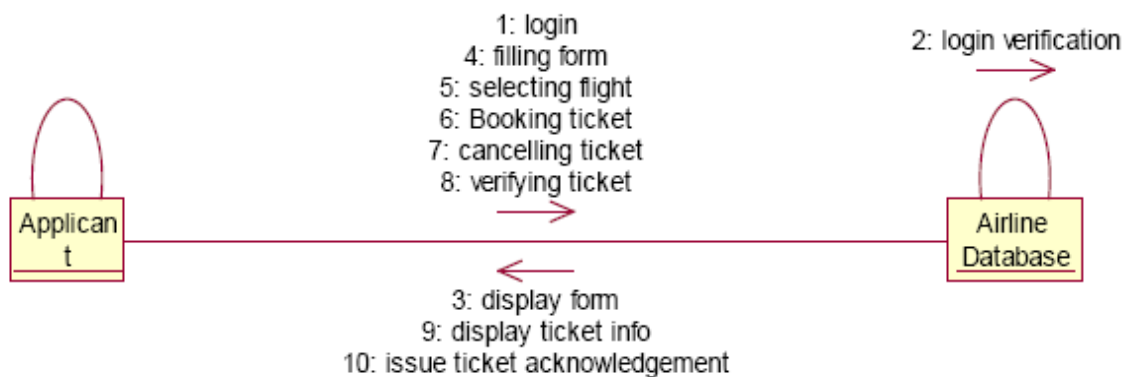 1: login
4: filling form
5: selecting flight
6: Booking ticket
7: cancelling ticket
8: verifying ticket
2: login verification
Applican
t
Airline
Database
3: display form
9: display ticket info
10: issue ticket acknowledgement